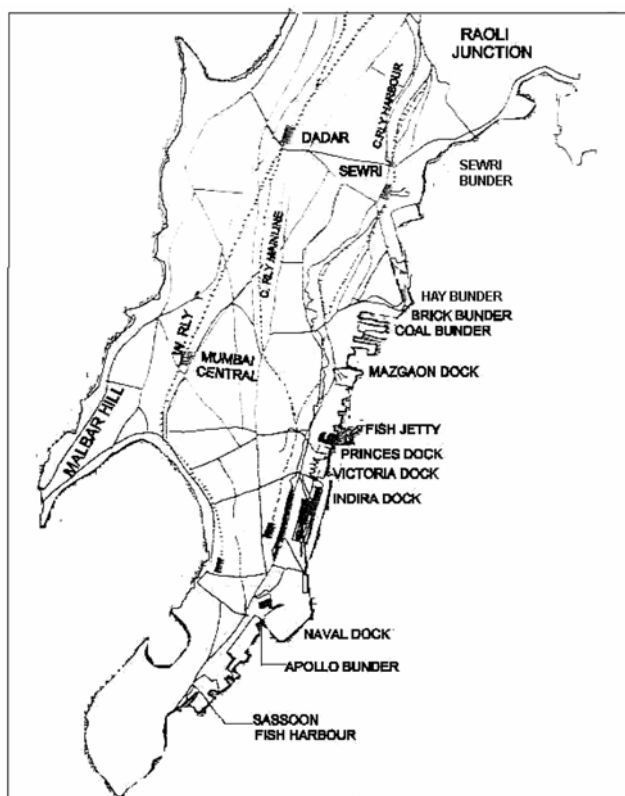 RAOLI
JUNCTION
C.RLY HARBOUR
DADAR
SEWRI
SEWRI
BUNDER
C. RLY MAINLINE
HAY BUNDER
BRICK BUNDER
COAL BUNDER
W. RLY
MUMBAI
CENTRAL
MAZGAON DOCK
MALBAR HILL
FISH JETTY
PRINCES DOCK
VICTORIA DOCK
INDIRA DOCK
NAVAL DOCK
APOLLO BUNDER
SASSOON
FISH HARBOUR